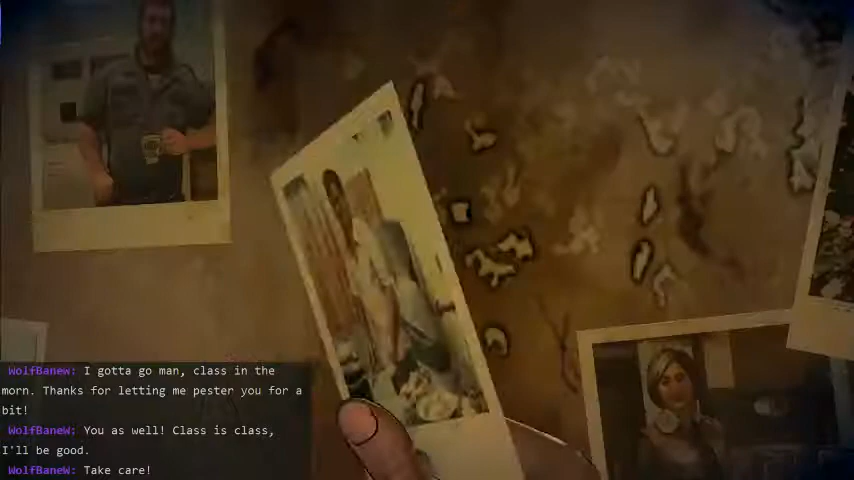 WolfBaneW: I gotta go man, class in the
morn. Thanks for letting me pester you for a
bit!
WolfBaneW: You as well! Class is class,
I'll be good.
WolfBaneW: Take care!